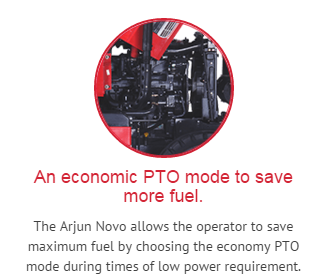 An economic PTO mode to save
more fuel.
The Arjun Novo allows the operator to save
maximum fuel by choosing the economy PTO
mode during times of low power requirement.